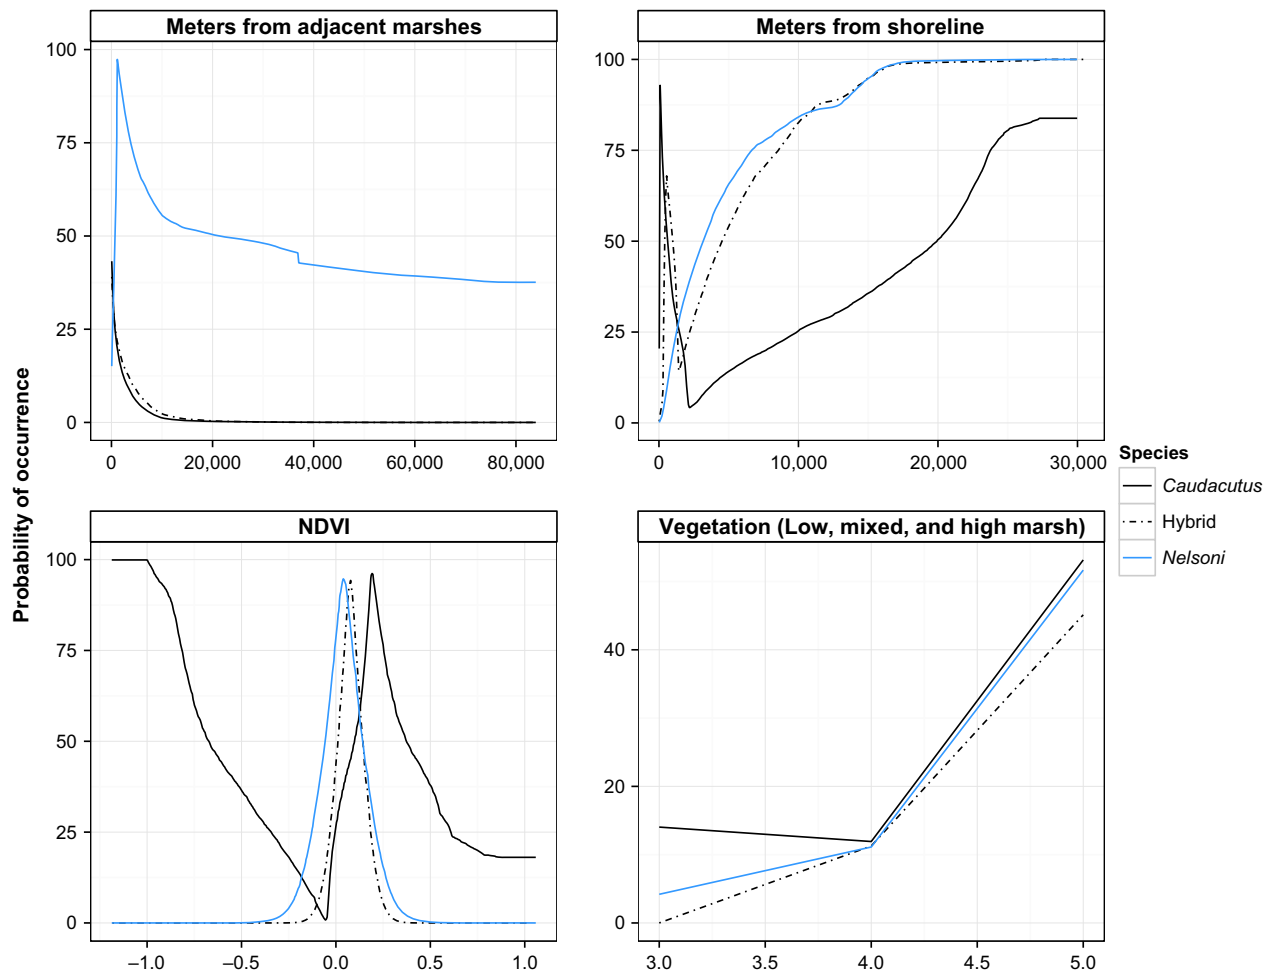 Meters from adjacent marshes
Meters from shoreline
100
75
50
25
0
0 20,000 40,000 60,000 80,000
100
75
50
25
0
0 10,000 20,000 30,000
Probability of occurrence
Species
Caudacutus
Hybrid
Nelsoni
NDVI
Vegetation (Low, mixed, and high marsh)
100
75
50
25
0
–1.0 –0.5 0.0 0.5 1.0
40
20
0
3.0 3.5 4.0 4.5 5.0